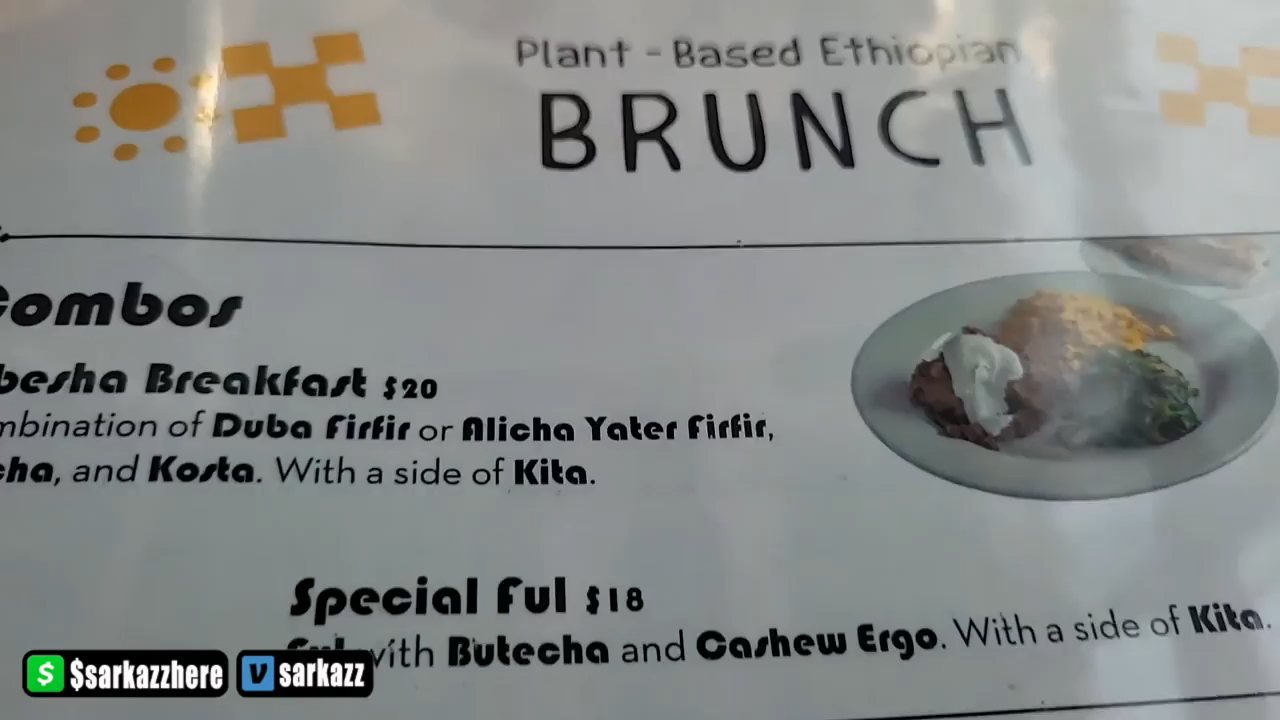 Plant-Based Ethiopian
BRUNCH
Combos
besha Breakfast $20
mbination of Duba Firfir or Alicha Yater Firfir,
cha, and Kosta. With a side of Kita.
Special Ful $18
Ful with Butecha and Cashew Ergo. With a side of Kita.
$ $sarkazzhere V sarkazz